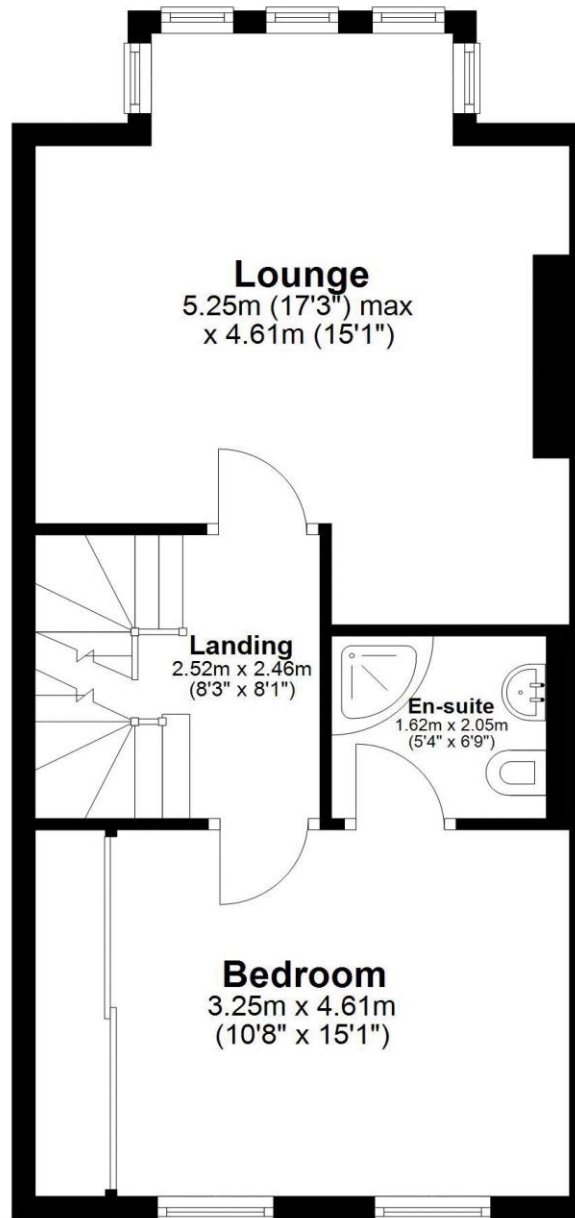 Lounge
5.25m (17'3") max
x 4.61m (15'1")
Landing
2.52m x 2.46m
(8'3" x 8'1")
En-suite
1.62m x 2.05m
(5'4" x 6'9")
Bedroom
3.25m x 4.61m
(10'8" x 15'1")